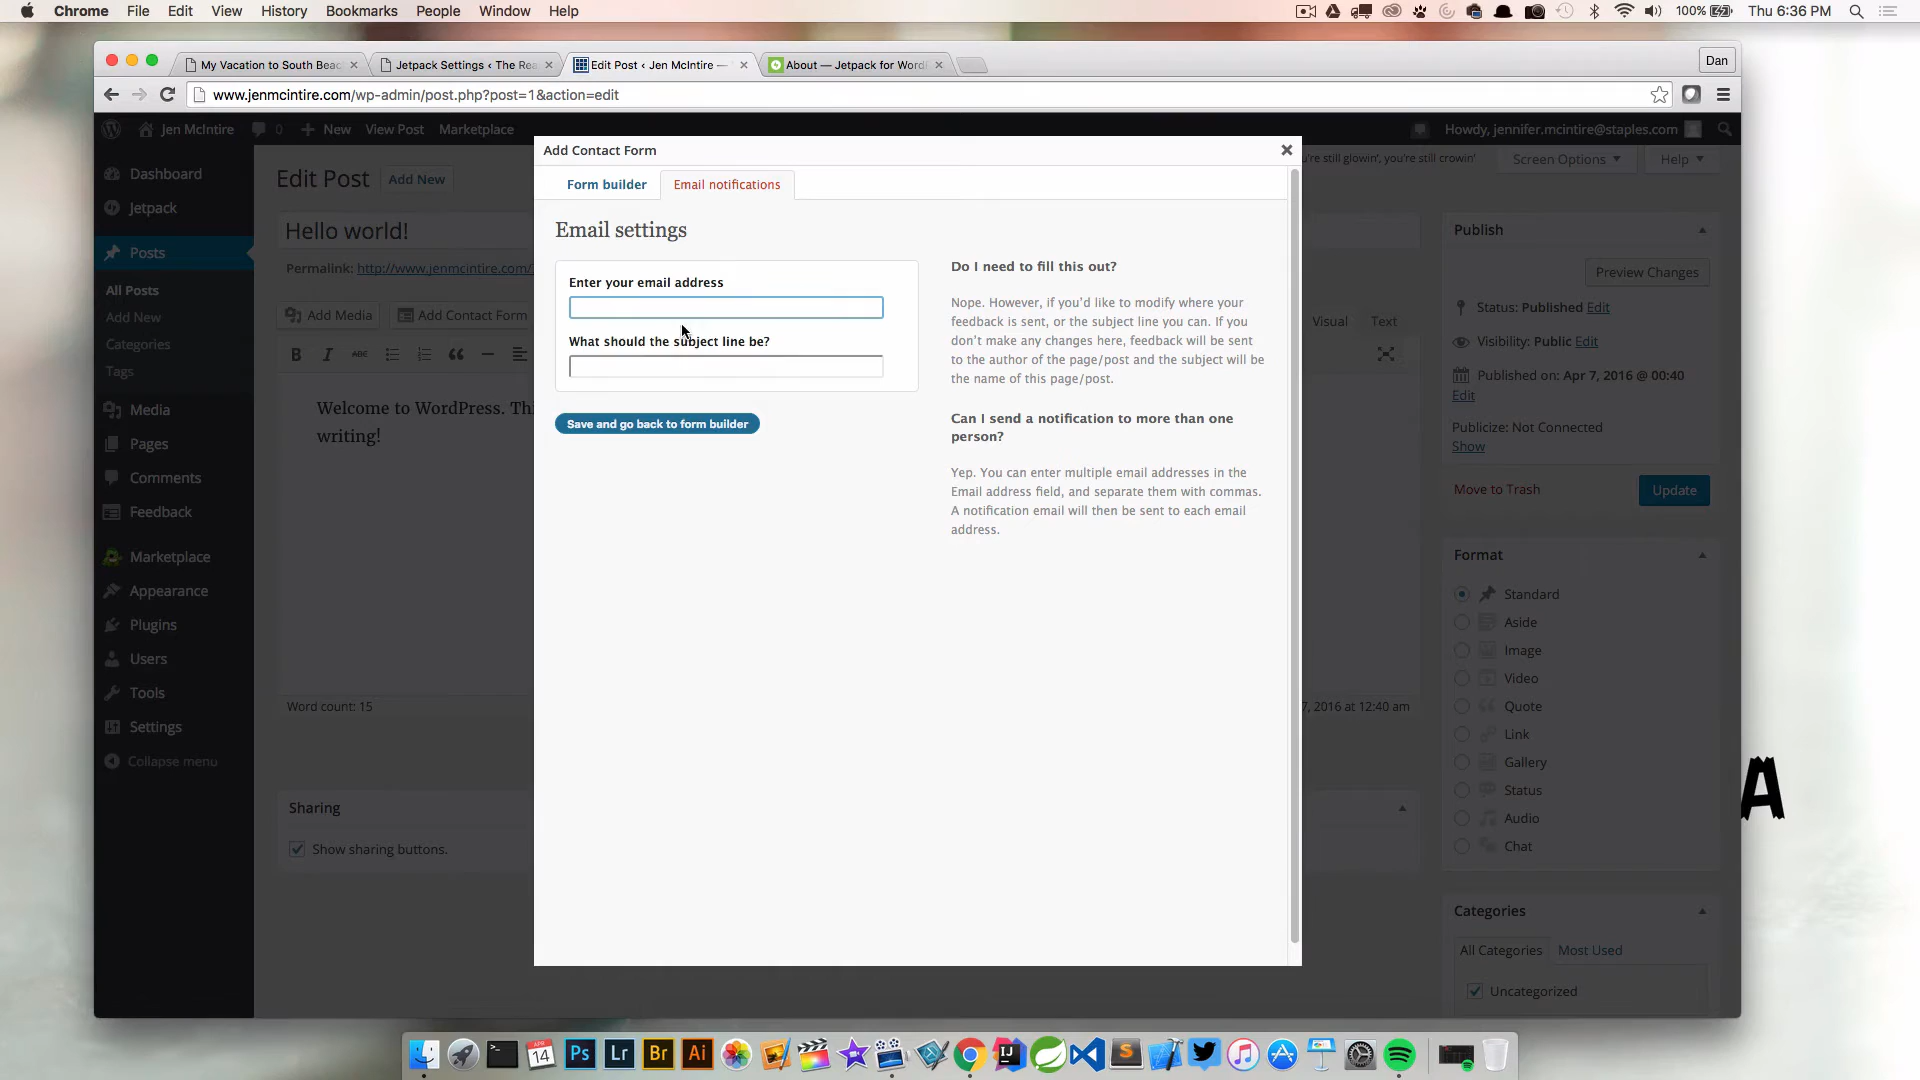 Chrome File Edit View History Bookmarks People Window Help
100% Thu 6:36 PM
My Vacation to South Beac
Jetpack Settings ‹ The Rea
Edit Post ‹ Jen McIntire —
About — Jetpack for WordP
Dan
www.jenmcintire.com/wp-admin/post.php?post=1&action=edit
Jen McIntire 0 New View Post Marketplace
Howdy, jennifer.mcintire@staples.com
Dashboard
Jetpack
Posts
All Posts
Add New
Categories
Tags
Media
Pages
Comments
Feedback
Marketplace
Appearance
Plugins
Users
Tools
Settings
Collapse menu
Edit Post Add New
're still glowin', you're still crowin'
Screen Options
Help
Hello world!
Permalink: http://www.jenmcintire.com/
Add Media
Add Contact Form
Visual Text
B I ABC
Welcome to WordPress. Thi
writing!
Word count: 15
7, 2016 at 12:40 am
Sharing
Show sharing buttons.
Add Contact Form
Form builder
Email notifications
Email settings
Enter your email address
What should the subject line be?
Save and go back to form builder
Do I need to fill this out?
Nope. However, if you'd like to modify where your
feedback is sent, or the subject line you can. If you
don't make any changes here, feedback will be sent
to the author of the page/post and the subject will be
the name of this page/post.
Can I send a notification to more than one
person?
Yep. You can enter multiple email addresses in the
Email address field, and separate them with commas.
A notification email will then be sent to each email
address.
Publish
Preview Changes
Status: Published Edit
Visibility: Public Edit
Published on: Apr 7, 2016 @ 00:40
Edit
Publicize: Not Connected
Show
Move to Trash
Update
Format
Standard
Aside
Image
Video
Quote
Link
Gallery
Status
Audio
Chat
Categories
All Categories Most Used
Uncategorized
A
APR
14
Ps
Lr
Br
Ai
IJ
S